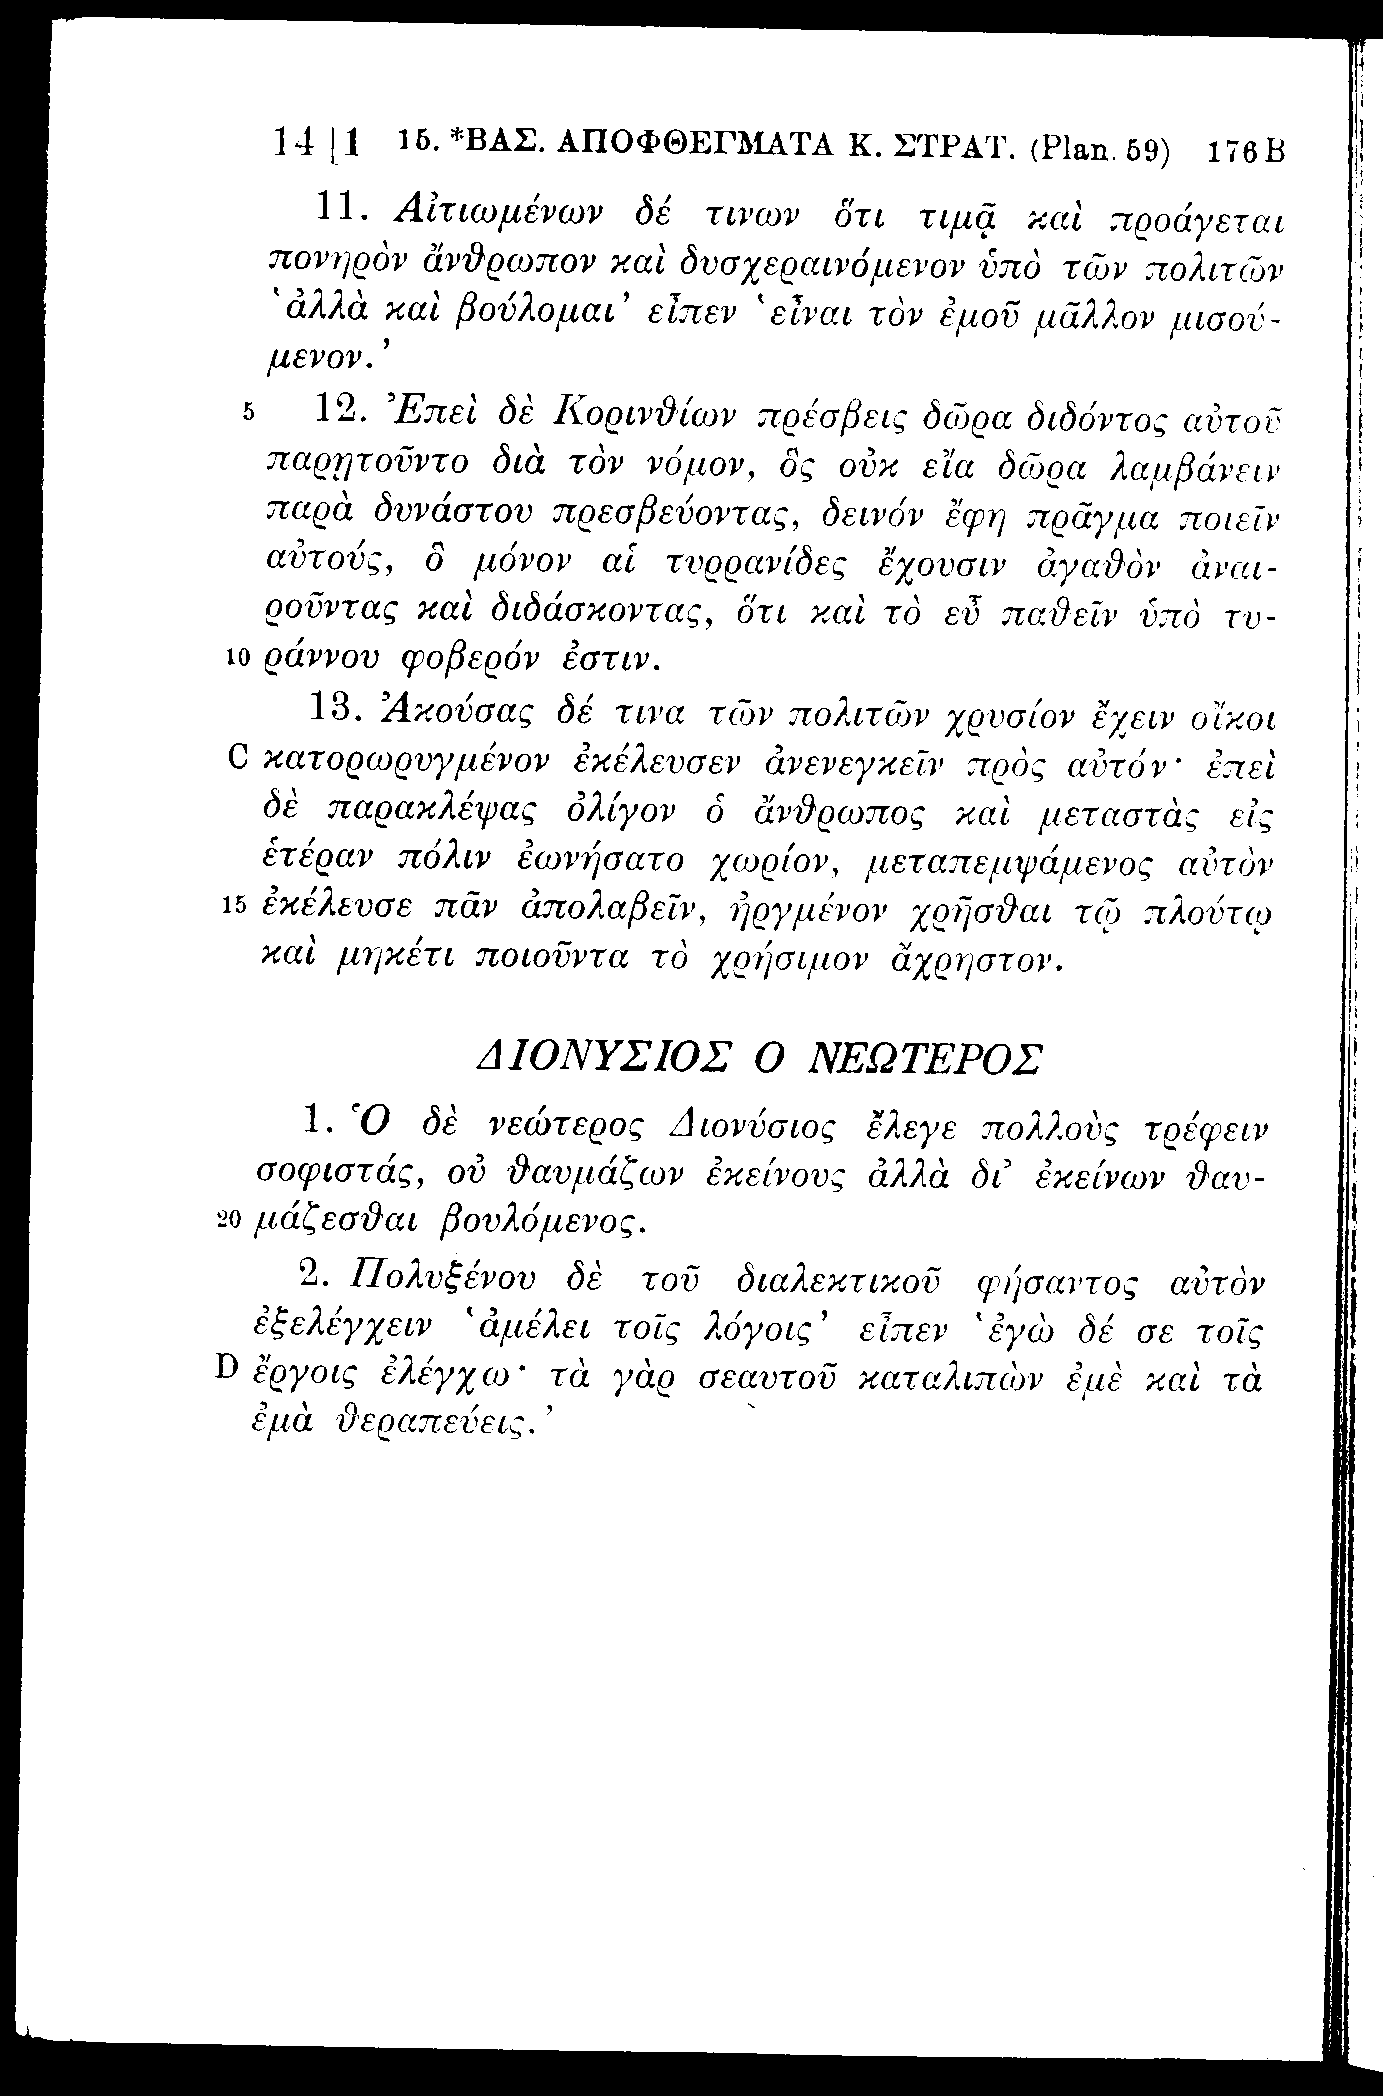 14 | 1 15. *ΒΑΣ. ΑΠΟΦΘΕΓΜΑΤΑ Κ. ΣΤΡΑΤ. (Plan. 59) 176 B
11. Αἰτιωμένων δέ τινων ὅτι τιμᾷ καὶ προάγεται
πονηρὸν ἄνθρωπον καὶ δυσχεραινόμενον ὑπὸ τῶν πολιτῶν
‘ἀλλὰ καὶ βούλομαι’ εἶπεν ‘εἶναι τὸν ἐμοῦ μᾶλλον μισού-
μενον.’
5 12. Ἐπεὶ δὲ Κορινθίων πρέσβεις δῶρα διδόντος αὐτοῦ
παρῃτοῦντο διὰ τὸν νόμον, ὃς οὐκ εἴα δῶρα λαμβάνειν
παρὰ δυνάστου πρεσβεύοντας, δεινόν ἔφη πρᾶγμα ποιεῖν
αὐτούς, ὃ μόνον αἱ τυρρανίδες ἔχουσιν ἀγαθὸν ἀναι-
ροῦντας καὶ διδάσκοντας, ὅτι καὶ τὸ εὖ παθεῖν ὑπὸ τυ-
10 ράννου φοβερόν ἐστιν.
13. Ἀκούσας δέ τινα τῶν πολιτῶν χρυσίον ἔχειν οἴκοι
C κατορωρυγμένον ἐκέλευσεν ἀνενεγκεῖν πρὸς αὐτόν· ἐπεὶ
δὲ παρακλέψας ὀλίγον ὁ ἄνθρωπος καὶ μεταστὰς εἰς
ἑτέραν πόλιν ἐωνήσατο χωρίον, μεταπεμψάμενος αὐτὸν
15 ἐκέλευσε πᾶν ἀπολαβεῖν, ἠργμένον χρῆσθαι τῷ πλούτῳ
καὶ μηκέτι ποιοῦντα τὸ χρήσιμον ἄχρηστον.
ΔΙΟΝΥΣΙΟΣ Ο ΝΕΩΤΕΡΟΣ
1. Ὁ δὲ νεώτερος Διονύσιος ἔλεγε πολλοὺς τρέφειν
σοφιστάς, οὐ θαυμάζων ἐκείνους ἀλλὰ δι’ ἐκείνων θαυ-
20 μάζεσθαι βουλόμενος.
2. Πολυξένου δὲ τοῦ διαλεκτικοῦ φήσαντος αὐτὸν
ἐξελέγχειν ‘ἀμέλει τοῖς λόγοις’ εἶπεν ‘ἐγὼ δέ σε τοῖς
D ἔργοις ἐλέγχω· τὰ γὰρ σεαυτοῦ καταλιπὼν ἐμὲ καὶ τὰ
ἐμὰ θεραπεύεις.’